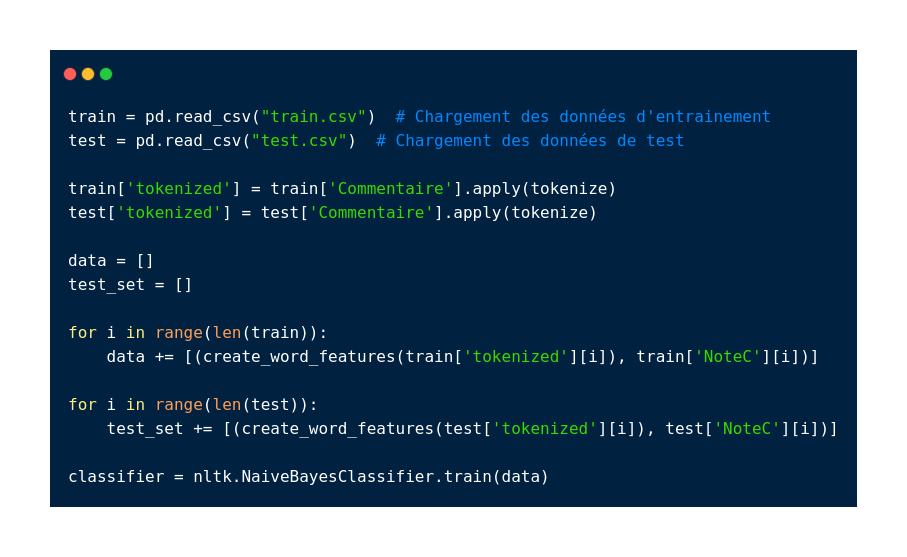 train = pd.read_csv("train.csv")  # Chargement des données d'entrainement
test = pd.read_csv("test.csv")  # Chargement des données de test
train['tokenized'] = train['Commentaire'].apply(tokenize)
test['tokenized'] = test['Commentaire'].apply(tokenize)
data = []
test_set = []
for i in range(len(train)):
    data += [(create_word_features(train['tokenized'][i]), train['NoteC'][i])]
for i in range(len(test)):
    test_set += [(create_word_features(test['tokenized'][i]), test['NoteC'][i])]
classifier = nltk.NaiveBayesClassifier.train(data)